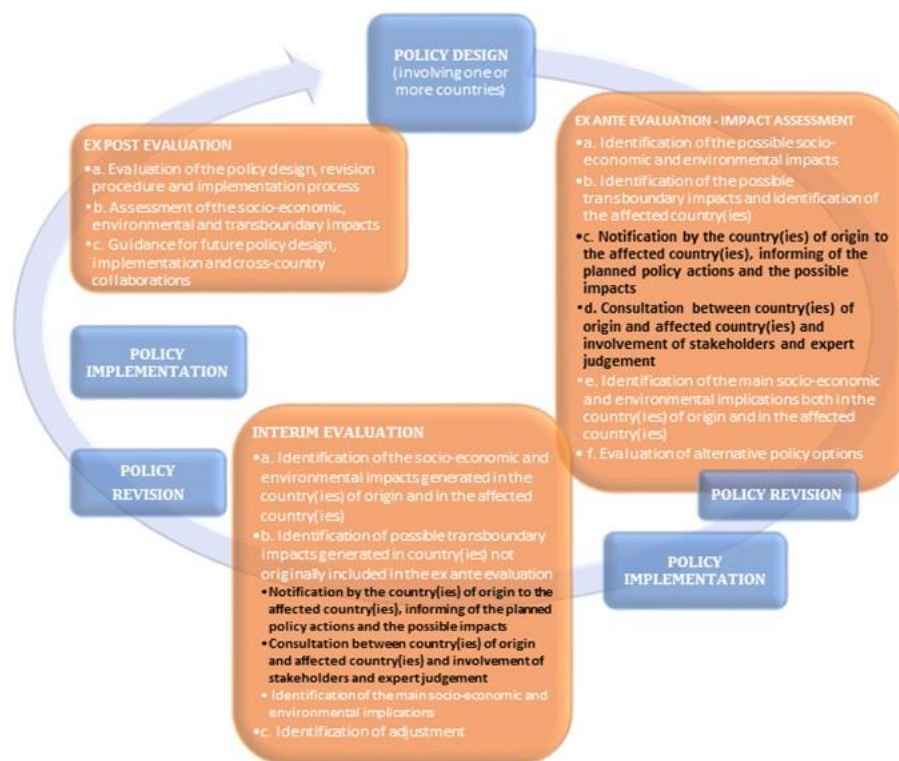 POLICY DESIGN
(involving one or
more countries)
EX ANTE EVALUATION - IMPACT ASSESSMENT
•a. Identification of the possible socio-
economic and environmental impacts
•b. Identification of the possible
transboundary impacts and identification of
the affected country(ies)
•c. Notification by the country(ies) of origin to
the affected country(ies), informing of the
planned policy actions and the possible
impacts
•d. Consultation between country(ies) of
origin and affected country(ies) and
involvement of stakeholders and expert
judgement
•e. Identification of the main socio-economic
and environmental implications both in the
country(ies) of origin and in the affected
country(ies)
• f. Evaluation of alternative policy options
POLICY REVISION
POLICY
IMPLEMENTATION
INTERIM EVALUATION
•a. Identification of the socio-economic and
environmental impacts generated in the
country(ies) of origin and in the affected
country(ies)
•b. Identification of possible transboundary
impacts generated in country(ies) not
originally included in the ex ante evaluation
•Notification by the country(ies) of origin to the
affected country(ies), informing of the planned
policy actions and the possible impacts
•Consultation between country(ies) of origin
and affected country(ies) and involvement of
stakeholders and expert judgement
• Identification of the main socio-economic and
environmental implications
•c. Identification of adjustment
POLICY
REVISION
POLICY
IMPLEMENTATION
EX POST EVALUATION
•a. Evaluation of the policy design, revision
procedure and implementation process
•b. Assessment of the socio-economic,
environmental and transboundary impacts
•c. Guidance for future policy design,
implementation and cross-country
collaborations